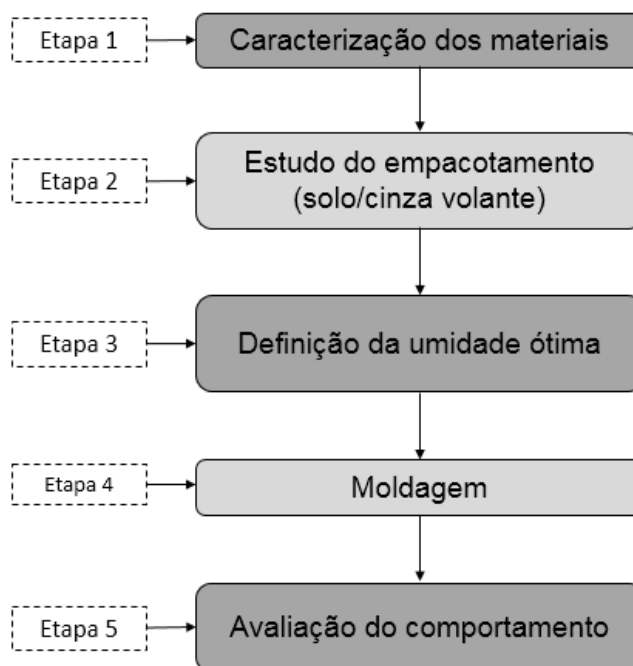 Etapa 1
Caracterização dos materiais
Etapa 2
Estudo do empacotamento
(solo/cinza volante)
Etapa 3
Definição da umidade ótima
Etapa 4
Moldagem
Etapa 5
Avaliação do comportamento